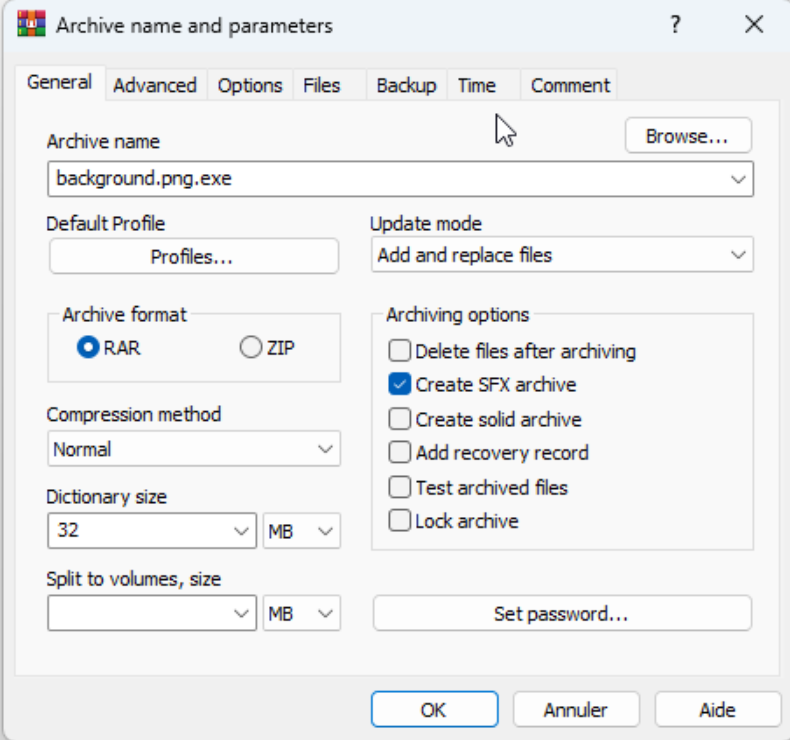 Archive name and parameters
General Advanced Options Files Backup Time Comment
Archive name
Browse...
background.png.exe
Default Profile
Profiles...
Update mode
Add and replace files
Archive format
RAR ZIP
Compression method
Normal
Dictionary size
32 MB
Split to volumes, size
MB
Archiving options
Delete files after archiving
Create SFX archive
Create solid archive
Add recovery record
Test archived files
Lock archive
Set password...
OK Annuler Aide